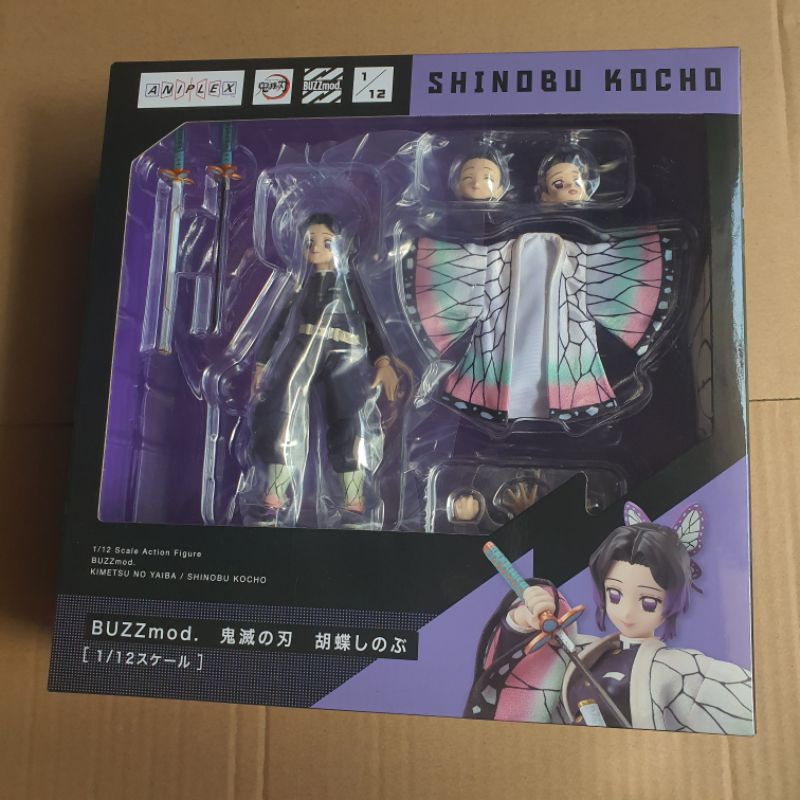 ANIPLEX
鬼滅の刃
BUZZmod.
1/12
SHINOBU KOCHO
1/12 Scale Action Figure
BUZZmod.
KIMETSU NO YAIBA / SHINOBU KOCHO
BUZZmod. 鬼滅の刃 胡蝶しのぶ
[ 1/12スケール ]